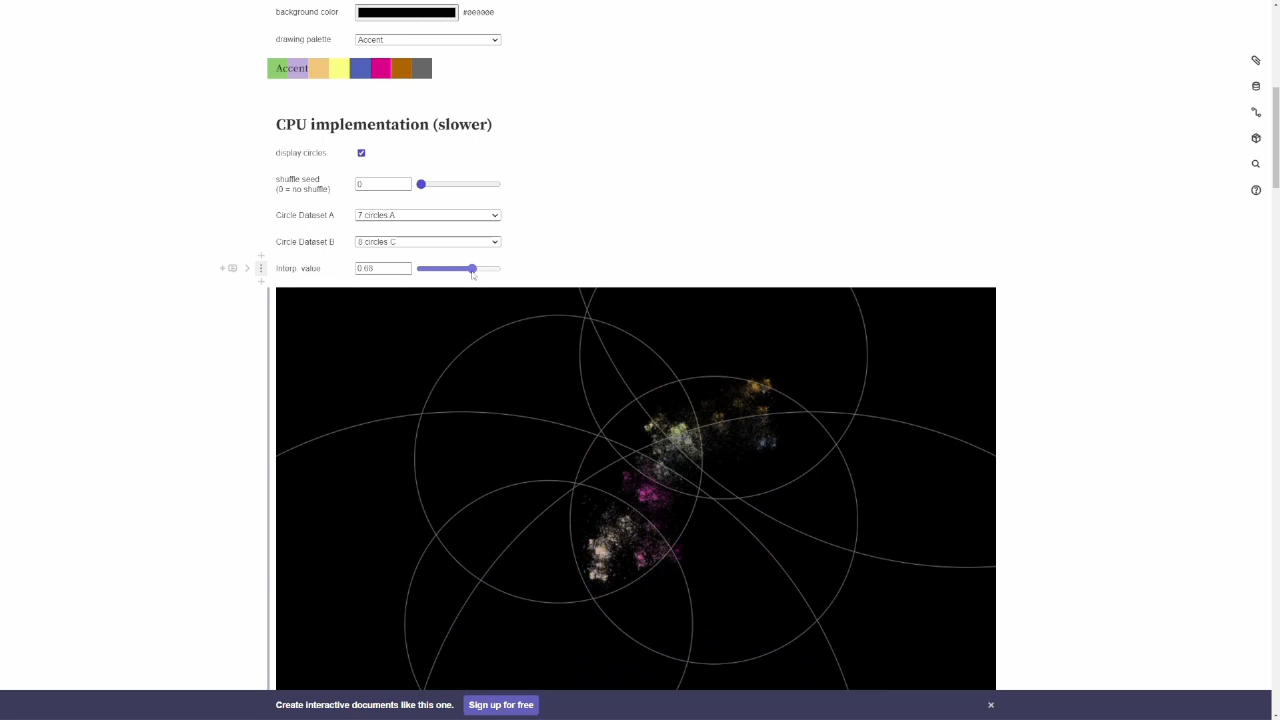 background color #000000
drawing palette Accent
Accent
CPU implementation (slower)
display circles
shuffle seed
(0 = no shuffle) 0
Circle Dataset A 7 circles A
Circle Dataset B 8 circles C
Interp. value 0.66
Create interactive documents like this one. Sign up for free ×